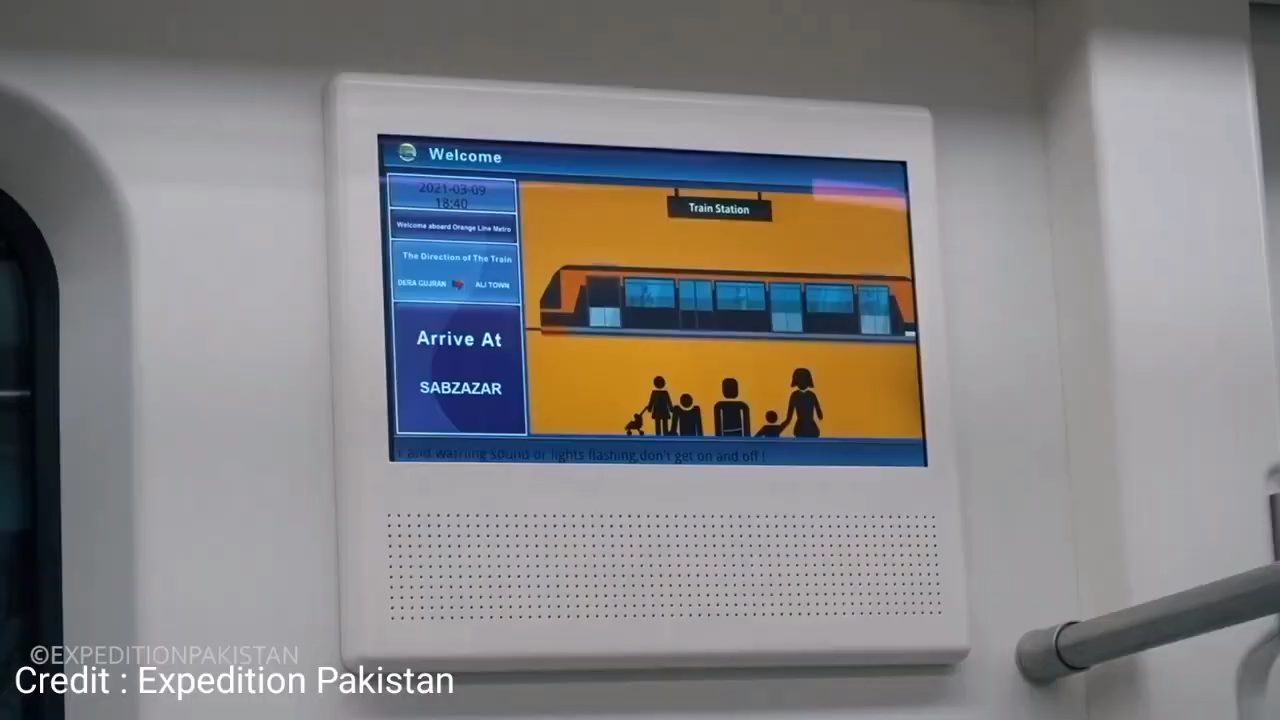 Welcome
2021-03-09
18:40
Welcome aboard Orange Line Metro
The Direction of The Train
DERA GUJRAN ALI TOWN
Arrive At
SABZAZAR
Train Station
and warning sound or lights flashing,don't get on and off !
©EXPEDITIONPAKISTAN
Credit : Expedition Pakistan